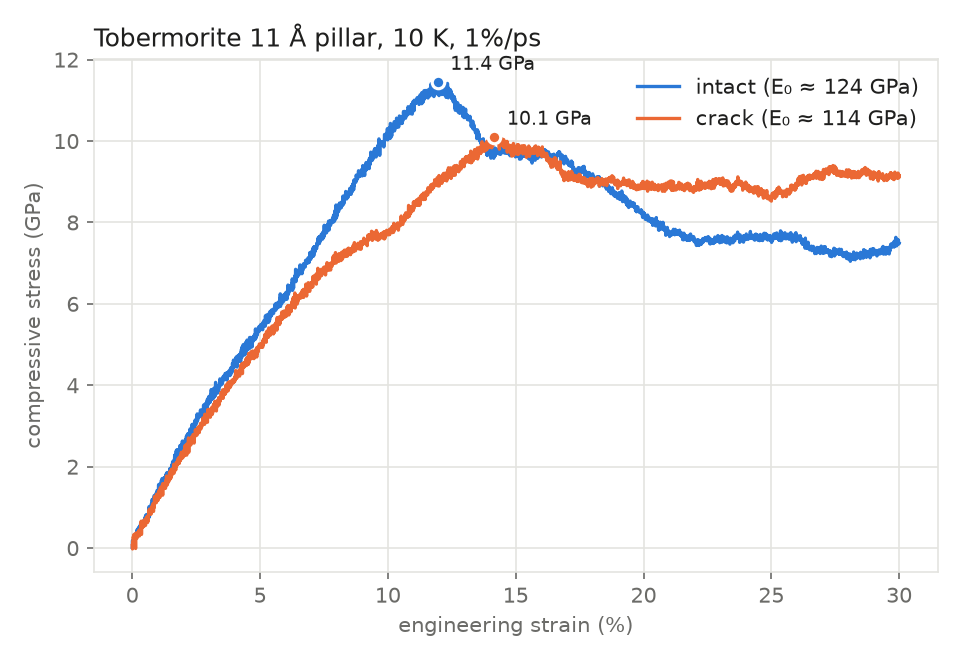 Tobermorite 11 Å pillar, 10 K, 1%/ps
12
11.4 GPa
intact (E₀ ≈ 124 GPa)
10.1 GPa
crack (E₀ ≈ 114 GPa)
10
8
6
4
2
0
compressive stress (GPa)
0 5 10 15 20 25 30
engineering strain (%)